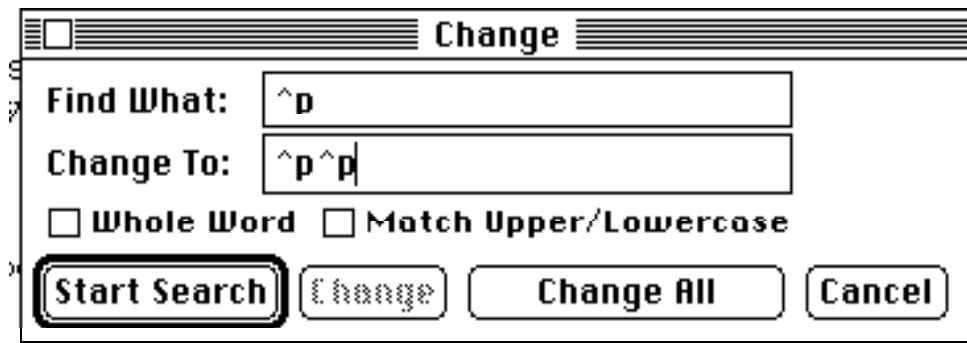 Change
Find What: ^p
Change To: ^p^p
Whole Word Match Upper/Lowercase
Start Search Change Change All Cancel